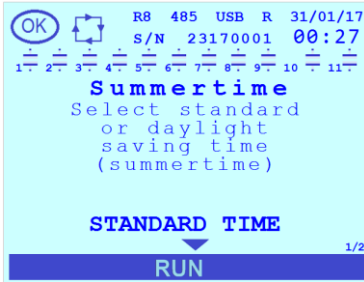 OK R8 485 USB R 31/01/17
S/N 23170001 00:27
1 2 3 4 5 6 7 8 9 10 11
Summertime
Select standard
or daylight
saving time
(summertime)
STANDARD TIME
1/2
RUN